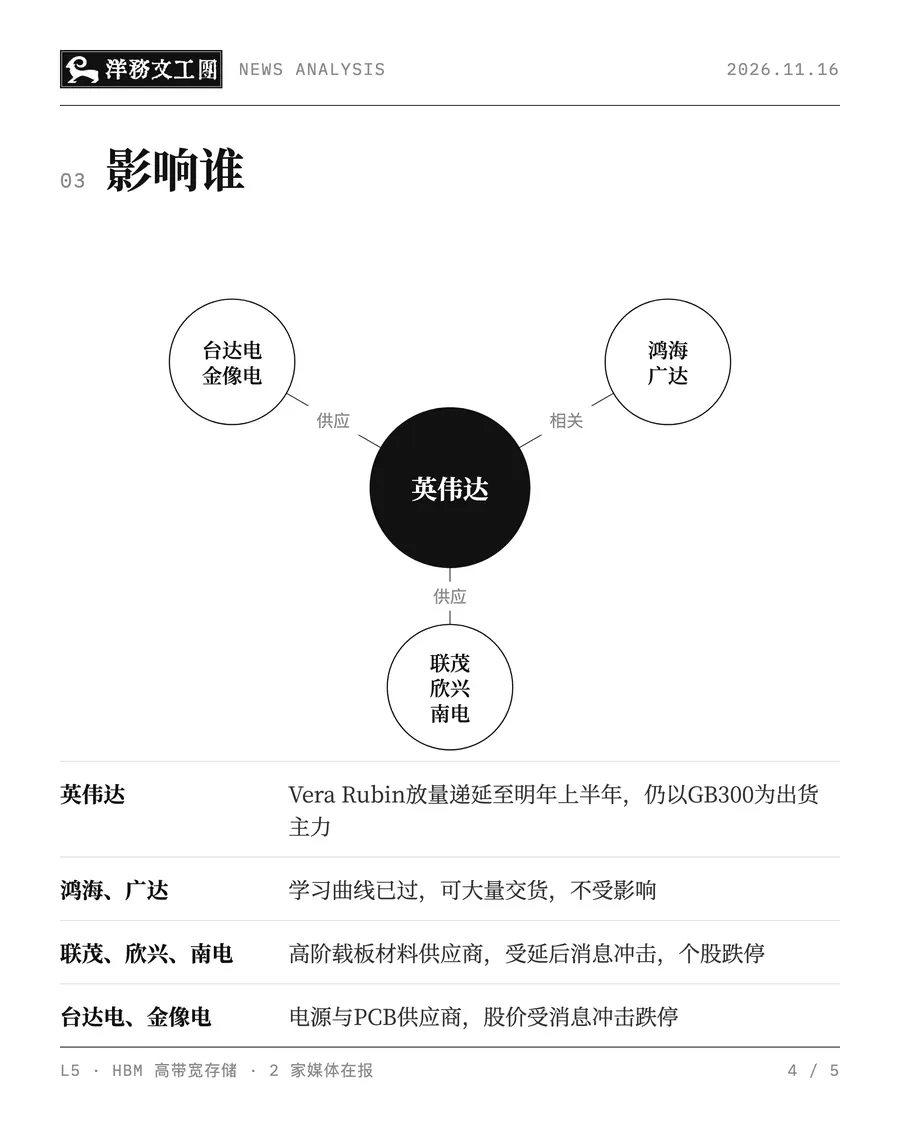 洋務文工團 NEWS ANALYSIS 2026.11.16
03 影响谁
台达电
金像电
鸿海
广达
供应
相关
英伟达
供应
联茂
欣兴
南电
英伟达 Vera Rubin放量递延至明年上半年，仍以GB300为出货
主力
鸿海、广达 学习曲线已过，可大量交货，不受影响
联茂、欣兴、南电 高阶载板材料供应商，受延后消息冲击，个股跌停
台达电、金像电 电源与PCB供应商，股价受消息冲击跌停
L5 · HBM 高带宽存储 · 2 家媒体在报 4 / 5